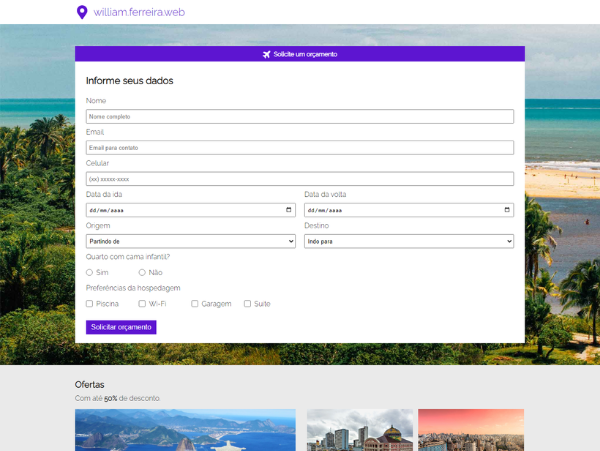 william.ferreira.web
Solicite um orçamento
Informe seus dados
Nome
Nome completo
Email
Email para contato
Celular
(xx) xxxxx-xxxx
Data da ida Data da volta
dd/mm/aaaa dd/mm/aaaa
Origem Destino
Partindo de Indo para
Quarto com cama infantil?
Sim Não
Preferências da hospedagem
Piscina Wi-Fi Garagem Suíte
Solicitar orçamento
Ofertas
Com até 50% de desconto.